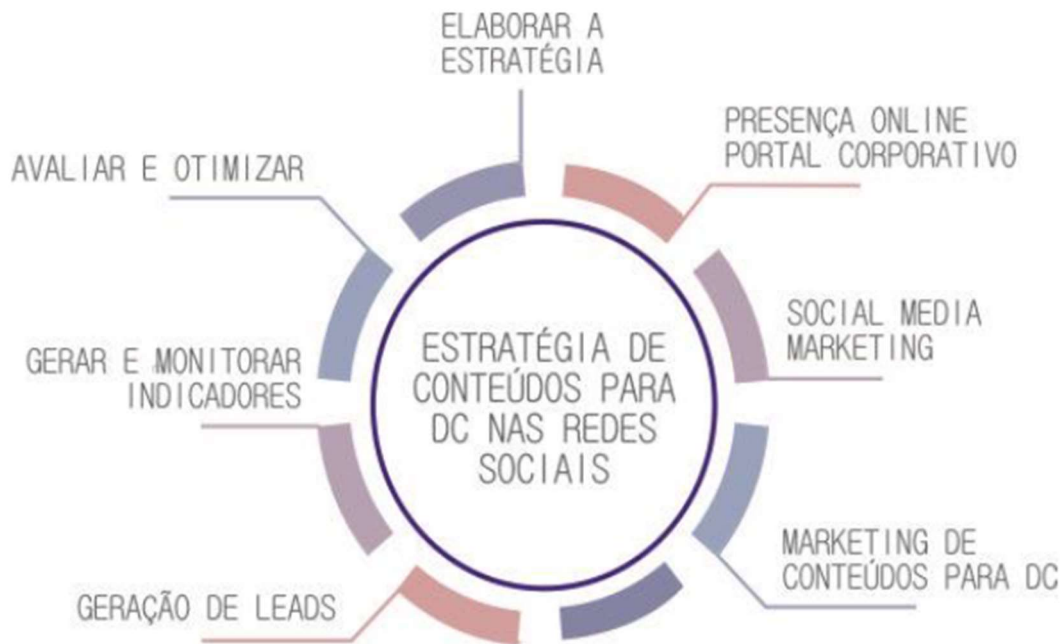 ELABORAR A
ESTRATÉGIA
PRESENÇA ONLINE
PORTAL CORPORATIVO
SOCIAL MEDIA
MARKETING
MARKETING DE
CONTEÚDOS PARA DC
GERAÇÃO DE LEADS
GERAR E MONITORAR
INDICADORES
AVALIAR E OTIMIZAR
ESTRATÉGIA DE
CONTEÚDOS PARA
DC NAS REDES
SOCIAIS